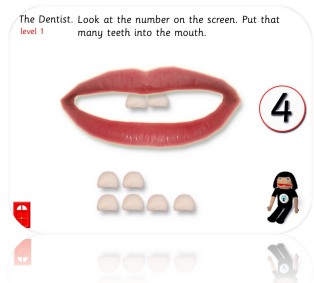 The Dentist. Look at the number on the screen. Put that
level 1 many teeth into the mouth.
4